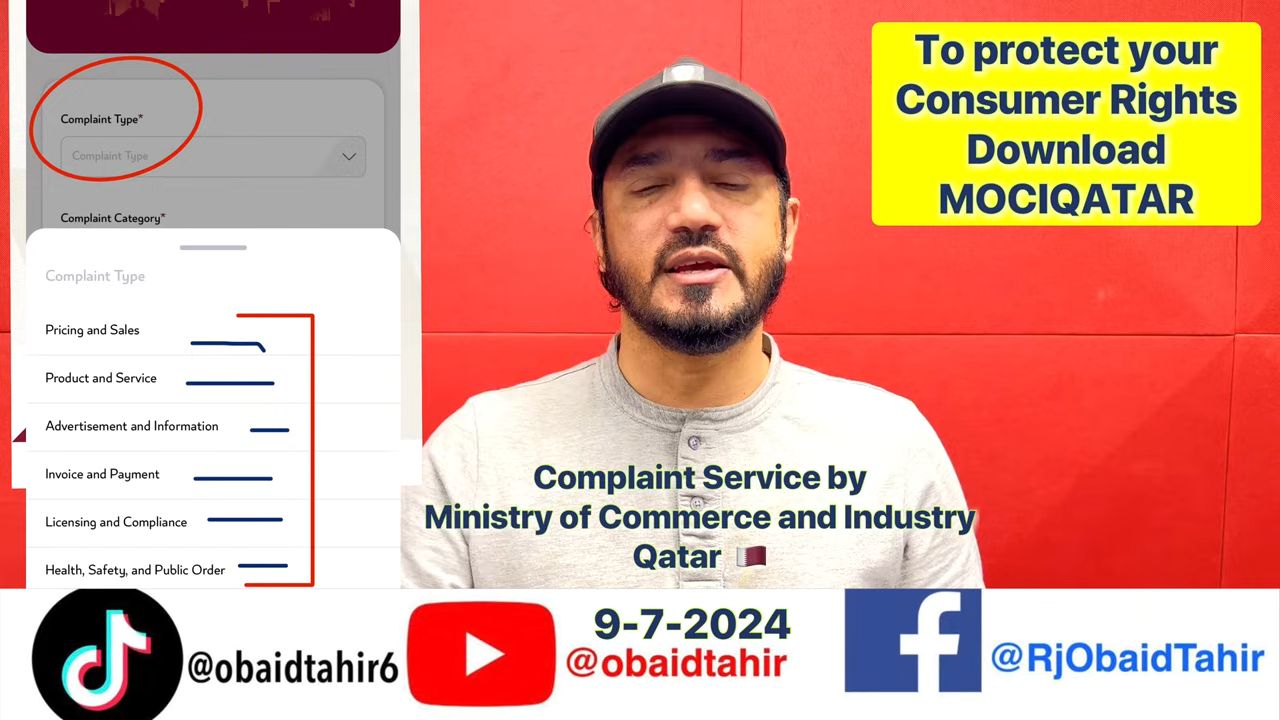 Complaint Type*
Complaint Type
Complaint Category*
Complaint Type
Pricing and Sales
Product and Service
Advertisement and Information
Invoice and Payment
Licensing and Compliance
Health, Safety, and Public Order
To protect your
Consumer Rights
Download
MOCIQATAR
Complaint Service by
Ministry of Commerce and Industry
Qatar 🇶🇦
@obaidtahir6
9-7-2024
@obaidtahir
@RjObaidTahir